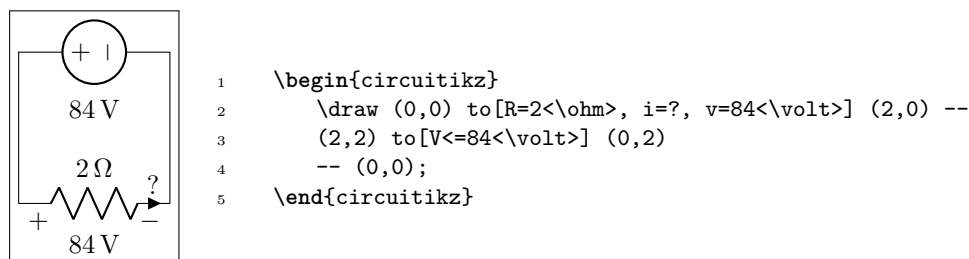 + −
84 V
2 Ω
?
+ −
84 V
1 \begin{circuitikz}
2 \draw (0,0) to[R=2<\ohm>, i=?, v=84<\volt>] (2,0) --
3 (2,2) to[V<=84<\volt>] (0,2)
4 -- (0,0);
5 \end{circuitikz}